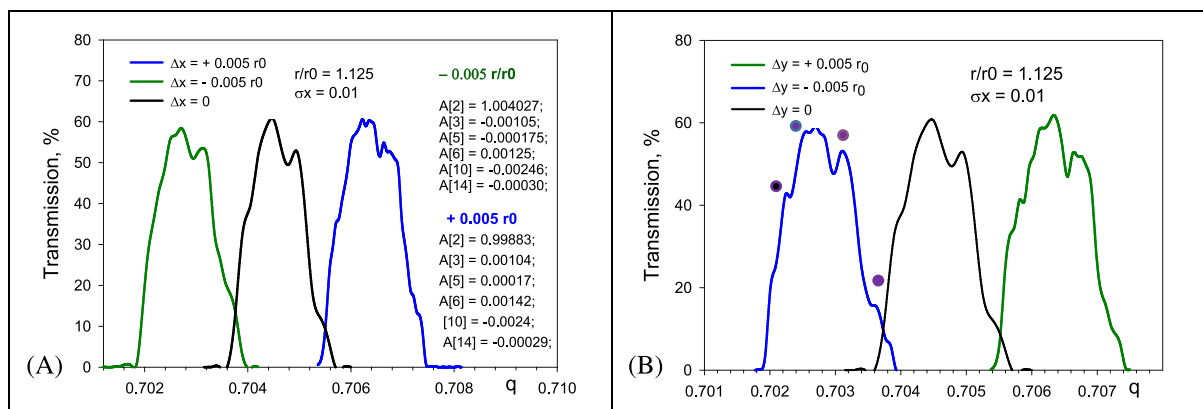 80
70
60
50
40
30
20
10
0
Transmission, %
Δx = + 0.005 r0
Δx = - 0.005 r0
Δx = 0
r/r0 = 1.125
σx = 0.01
– 0.005 r/r0
A[2] = 1.004027;
A[3] = -0.00105;
A[5] = -0.000175;
A[6] = 0.00125;
A[10] = -0.00246;
A[14] = -0.00030;
+ 0.005 r0
A[2] = 0.99883;
A[3] = 0.00104;
A[5] = 0.00017;
A[6] = 0.00142;
[10] = -0.0024;
A[14] = -0.00029;
(A)
0.702 0.704 0.706 0.708 0.710
q
80
60
40
20
0
Transmission, %
Δy = + 0.005 r0
Δy = - 0.005 r0
Δy = 0
r/r0 = 1.125
σx = 0.01
(B)
0.701 0.702 0.703 0.704 0.705 0.706 0.707 q